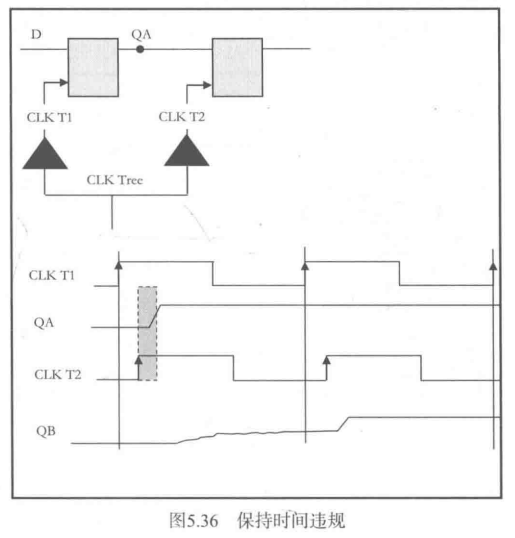 D QA
CLK T1 CLK T2
CLK Tree
CLK T1
QA
CLK T2
QB
图5.36 保持时间违规